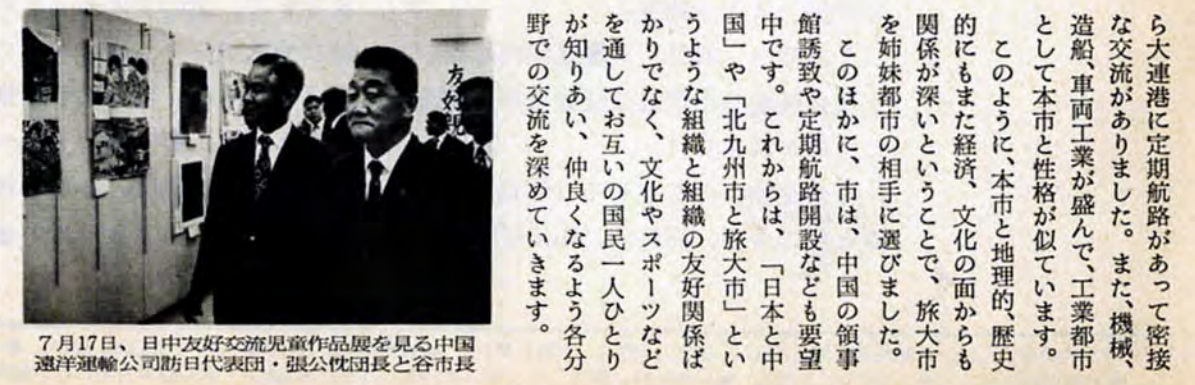 ら大連港に定期航路があって密接
な交流がありました。また、機械、
造船、車両工業が盛んで、工業都市
として本市と性格が似ています。
このように、本市と地理的、歴史
的にもまた経済、文化の面からも
関係が深いということで、旅大市
を姉妹都市の相手に選びました。
このほかに、市は、中国の領事
館誘致や定期航路開設なども要望
中です。これからは、「日本と中
国」や「北九州市と旅大市」とい
うような組織と組織の友好関係ば
かりでなく、文化やスポーツなど
を通してお互いの国民一人ひとり
が知りあい、仲良くなるよう各分
野での交流を深めていきます。
友好
7月17日、日中友好交流児童作品展を見る中国
遠洋運輸公司訪日代表団・張公忱団長と谷市長